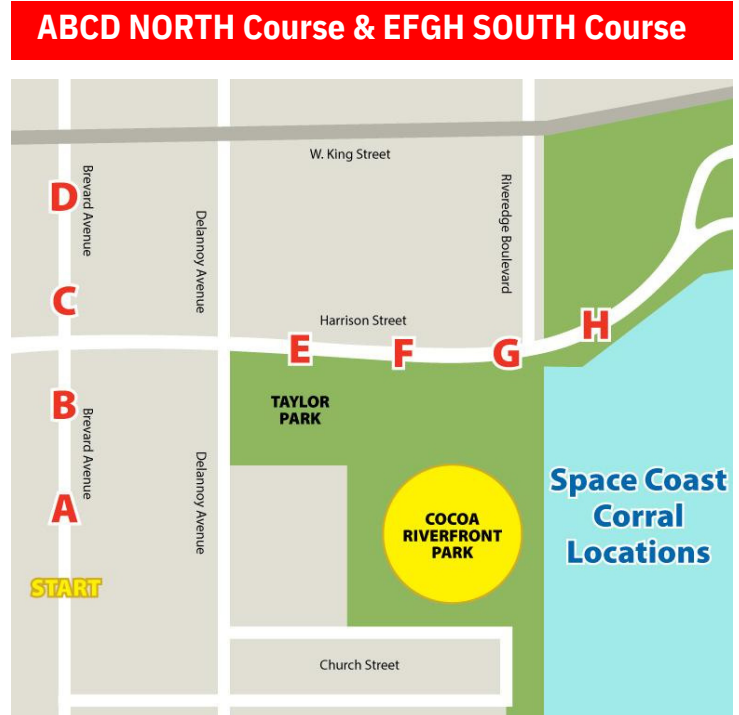 ABCD NORTH Course & EFGH SOUTH Course
W. King Street
D
Brevard Avenue
Delannoy Avenue
Riveredge Boulevard
C
Harrison Street
H
E
F
G
B
Brevard Avenue
TAYLOR
PARK
A
Delannoy Avenue
Space Coast
Corral
Locations
COCOA
RIVERFRONT
PARK
START
Church Street